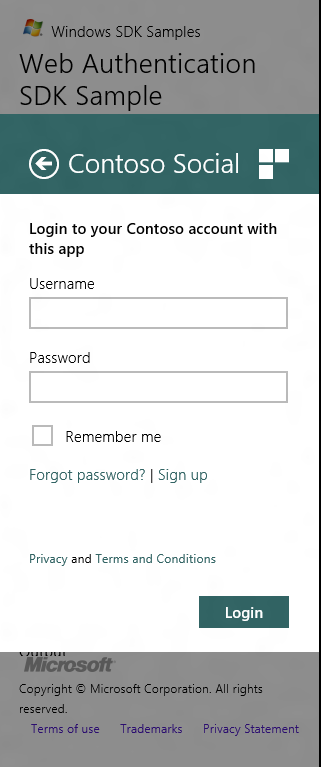 Windows SDK Samples
Web Authentication
SDK Sample
Contoso Social
Login to your Contoso account with
this app
Username
Password
Remember me
Forgot password? | Sign up
Privacy and Terms and Conditions
Login
Microsoft
Copyright © Microsoft Corporation. All rights
reserved.
Terms of use Trademarks Privacy Statement